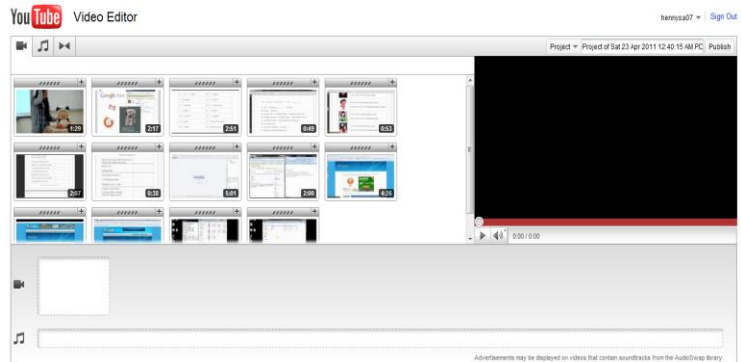 YouTube Video Editor
hennysa07 Sign Out
Project Project of Sat 23 Apr 2011 12:40:15 AM PD Publish
1:29 2:17 2:51 0:49 0:53
2:07 0:38 5:01 2:08 4:26
0:00 / 0:00
Advertisements may be displayed on videos that contain soundtracks from the AudioSwap library.